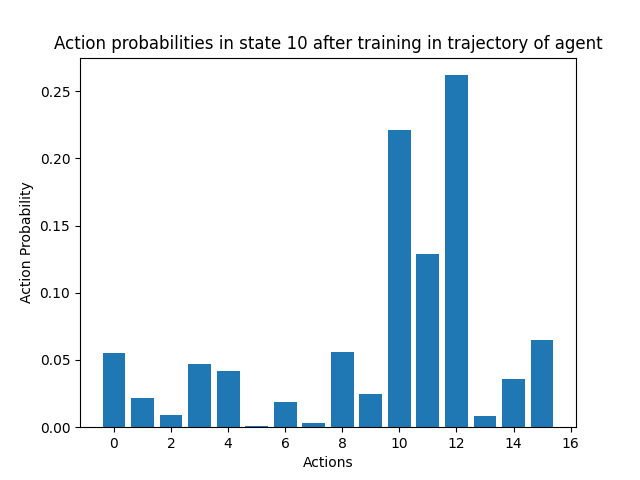 Action probabilities in state 10 after training in trajectory of agent
0.25
0.20
0.15
0.10
0.05
0.00
Action Probability
0 2 4 6 8 10 12 14 16
Actions